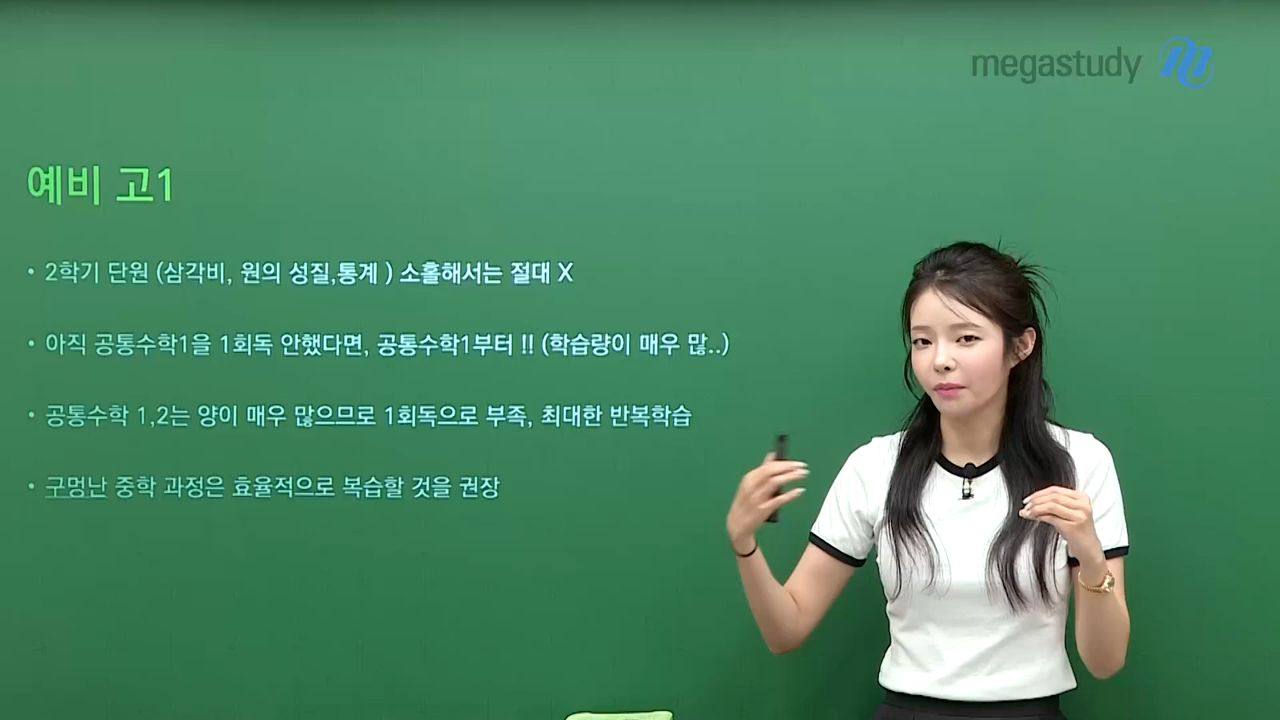 megastudy
예비 고1
• 2학기 단원 (삼각비, 원의 성질,통계 ) 소홀해서는 절대 X
• 아직 공통수학1을 1회독 안했다면, 공통수학1부터 !! (학습량이 매우 많..)
• 공통수학 1,2는 양이 매우 많으므로 1회독으로 부족, 최대한 반복학습
• 구멍난 중학 과정은 효율적으로 복습할 것을 권장